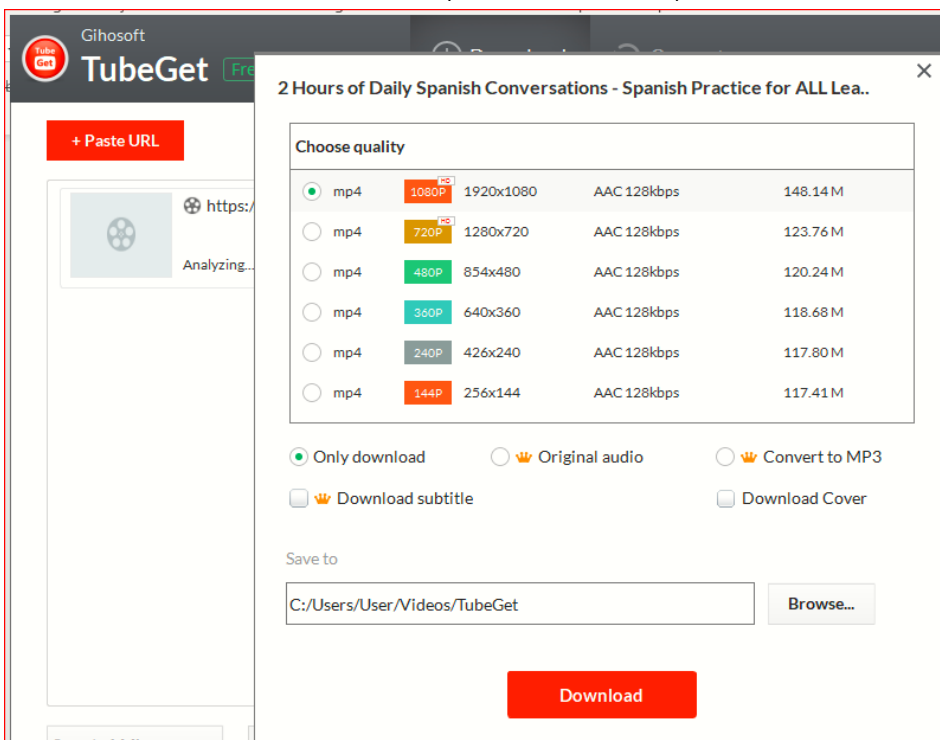 Gihosoft
Tube
Get
TubeGet
+ Paste URL
https:/
Analyzing...
2 Hours of Daily Spanish Conversations - Spanish Practice for ALL Lea..
Choose quality
mp4 1080P HD 1920x1080 AAC 128kbps 148.14 M
mp4 720P HD 1280x720 AAC 128kbps 123.76 M
mp4 480P 854x480 AAC 128kbps 120.24 M
mp4 360P 640x360 AAC 128kbps 118.68 M
mp4 240P 426x240 AAC 128kbps 117.80 M
mp4 144P 256x144 AAC 128kbps 117.41 M
Only download Original audio Convert to MP3
Download subtitle Download Cover
Save to
C:/Users/User/Videos/TubeGet Browse...
Download